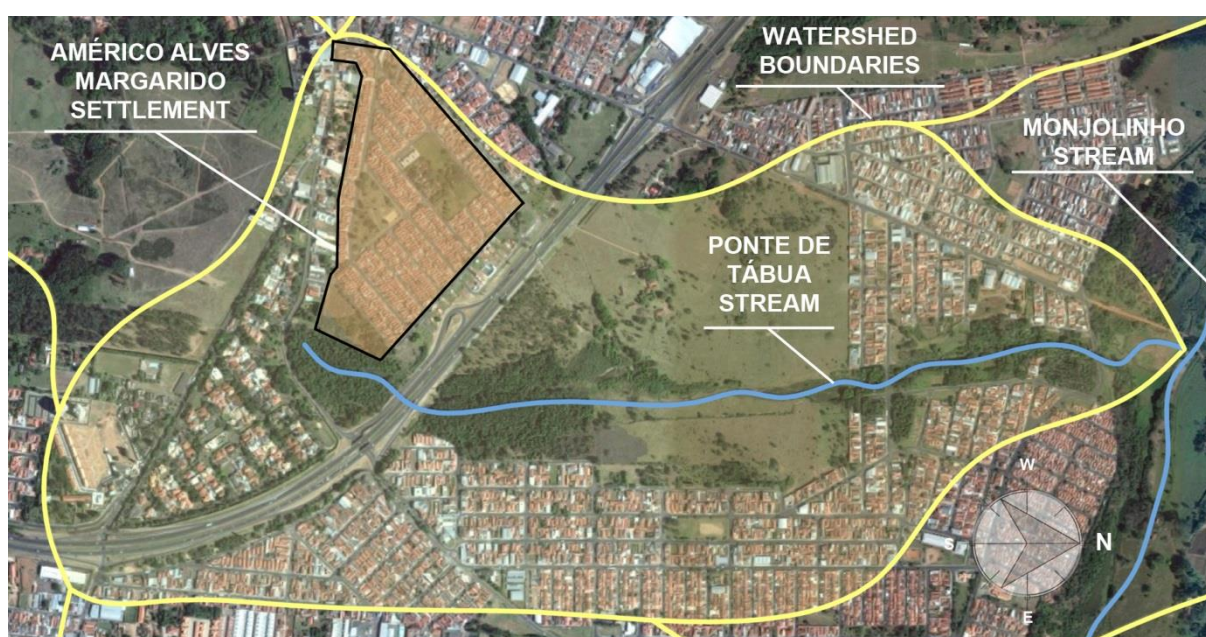 AMÉRICO ALVES
MARGARIDO
SETTLEMENT
WATERSHED
BOUNDARIES
MONJOLINHO
STREAM
PONTE DE
TÁBUA
STREAM
W
S
N
E